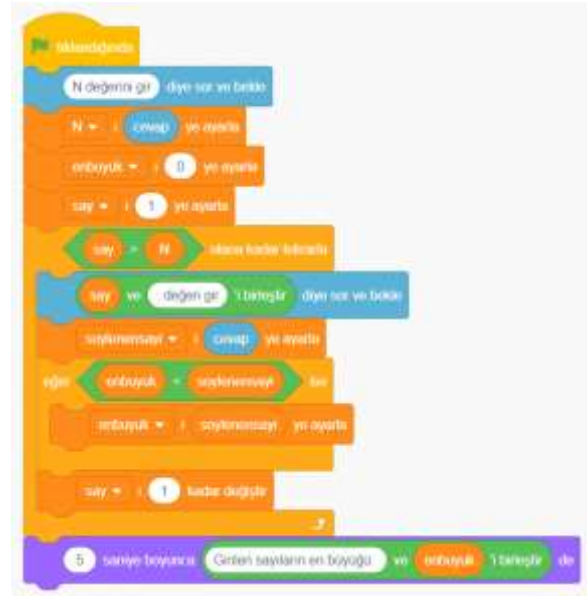 tıklandığında
N değerini gir diye sor ve bekle
N i cevap ye ayarla
enbuyuk i 0 ye ayarla
say i 1 ye ayarla
say N olana kadar tekrarla
say ve değeri gir 'i birleştir diye sor ve bekle
soylenensayi i cevap ye ayarla
eğer enbuyuk soylenensayi ise
enbuyuk i soylenensayi ye ayarla
say i 1 kadar değiştir
5 saniye boyunca Girilen sayıların en büyüğü ve enbuyuk 'i birleştir de